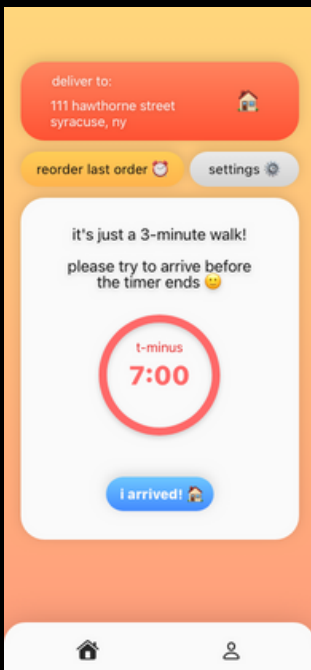 deliver to:
111 hawthorne street
syracuse, ny
reorder last order ⏰
settings ⚙️
it's just a 3-minute walk!
please try to arrive before
the timer ends 🙂
t-minus
7:00
i arrived! 🏠